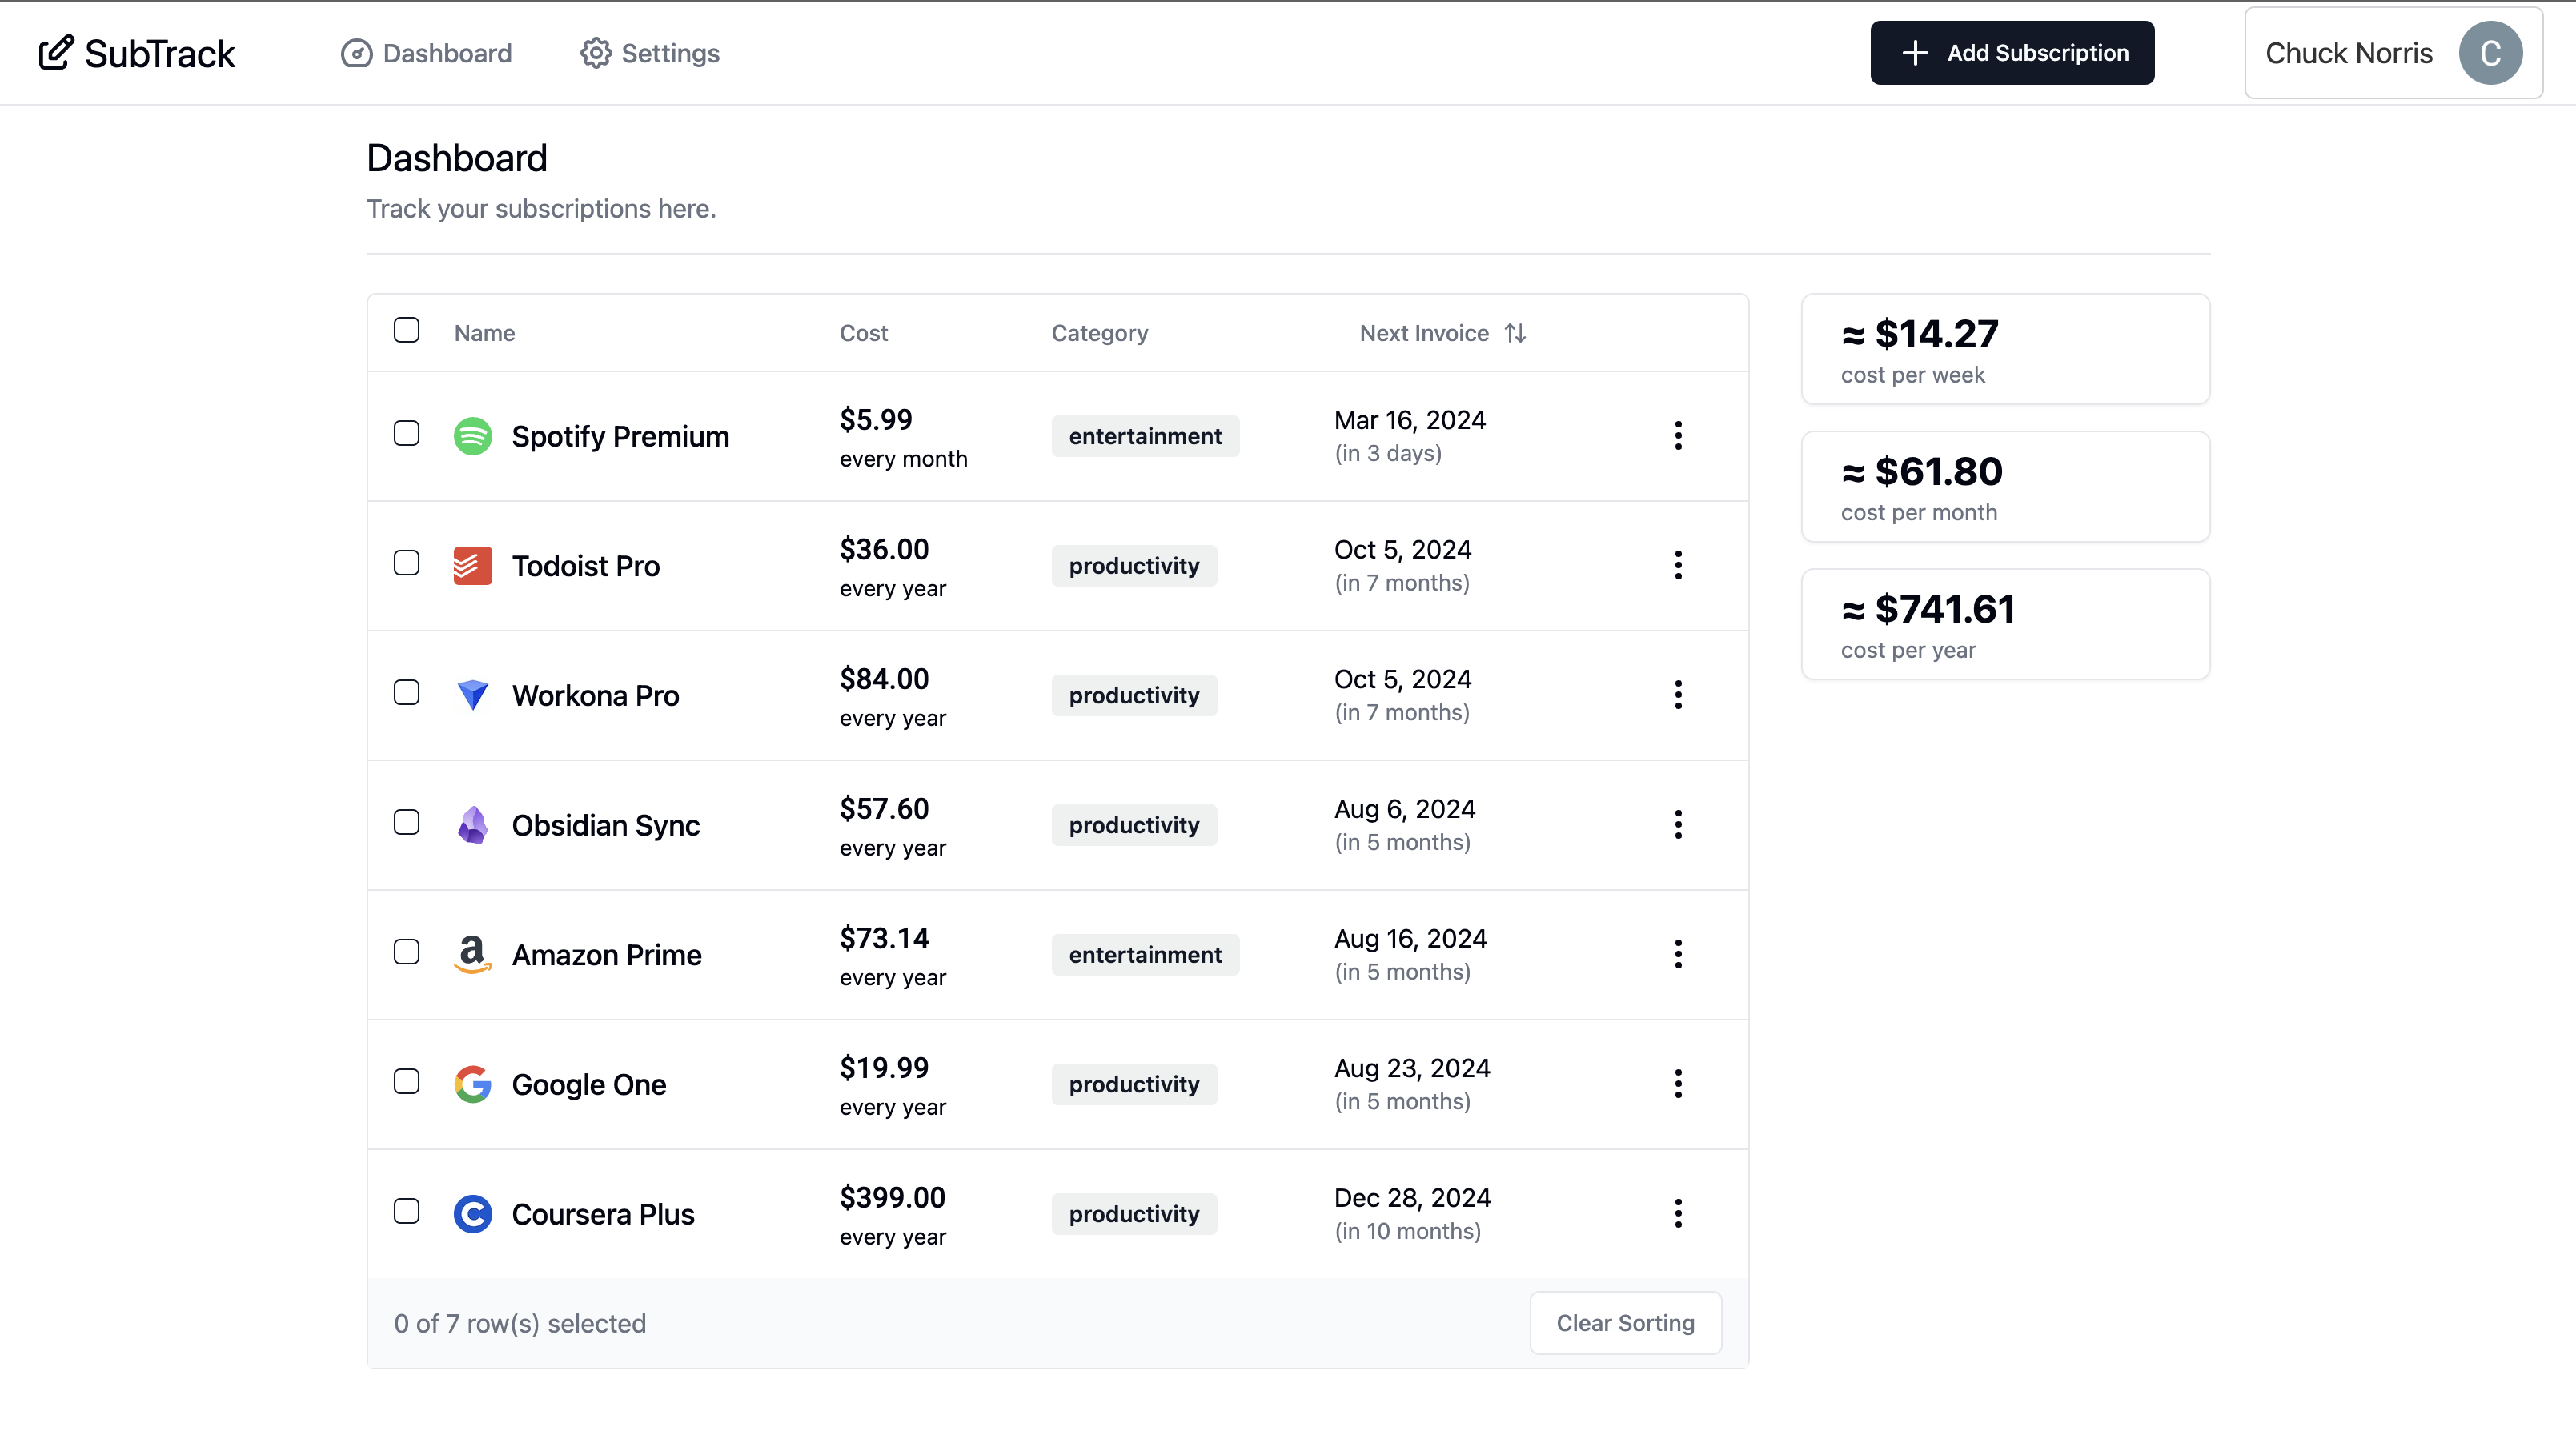 SubTrack
Dashboard
Settings
Add Subscription
Chuck Norris
C
Dashboard
Track your subscriptions here.
Name Cost Category Next Invoice
Spotify Premium
$5.99
every month
entertainment
Mar 16, 2024
(in 3 days)
Todoist Pro
$36.00
every year
productivity
Oct 5, 2024
(in 7 months)
Workona Pro
$84.00
every year
productivity
Oct 5, 2024
(in 7 months)
Obsidian Sync
$57.60
every year
productivity
Aug 6, 2024
(in 5 months)
a
Amazon Prime
$73.14
every year
entertainment
Aug 16, 2024
(in 5 months)
G
Google One
$19.99
every year
productivity
Aug 23, 2024
(in 5 months)
C
Coursera Plus
$399.00
every year
productivity
Dec 28, 2024
(in 10 months)
0 of 7 row(s) selected
Clear Sorting
≈ $14.27
cost per week
≈ $61.80
cost per month
≈ $741.61
cost per year